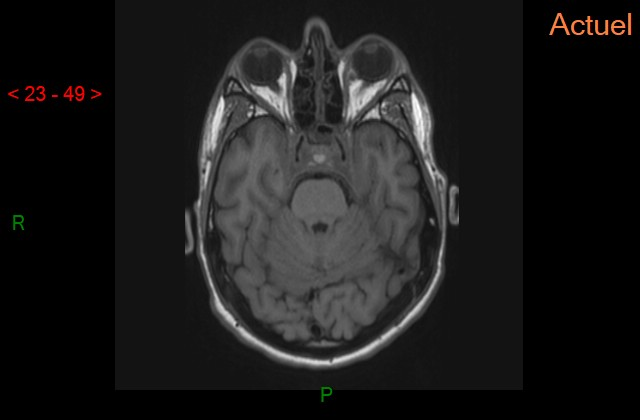 Actuel
< 23 - 49 >
R
P